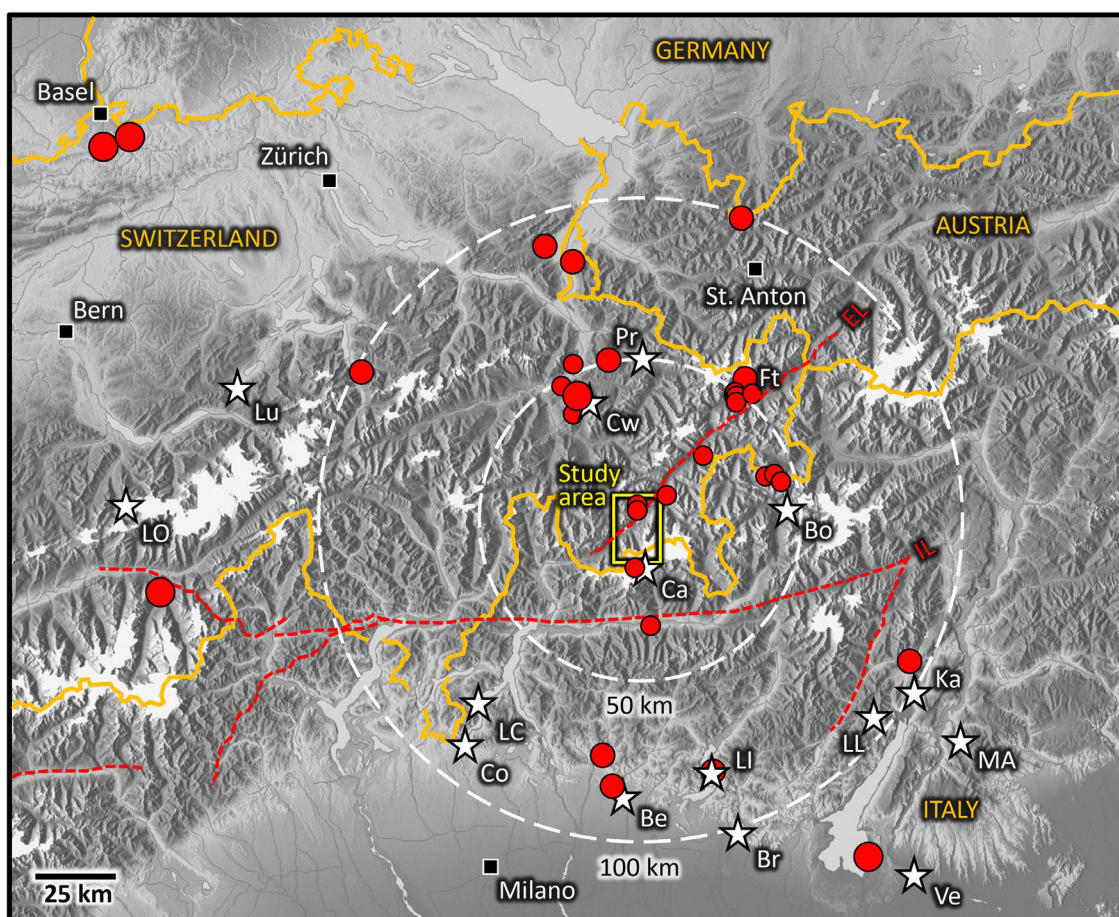 GERMANY
Basel
Zürich
SWITZERLAND
AUSTRIA
St. Anton
Bern
EL
Pr
Ft
Lu
Cw
Study
area
LO
Bo
IL
Ca
Ka
50 km
LC
LL
Co
LI
MA
Be
ITALY
Br
100 km
25 km
Milano
Ve